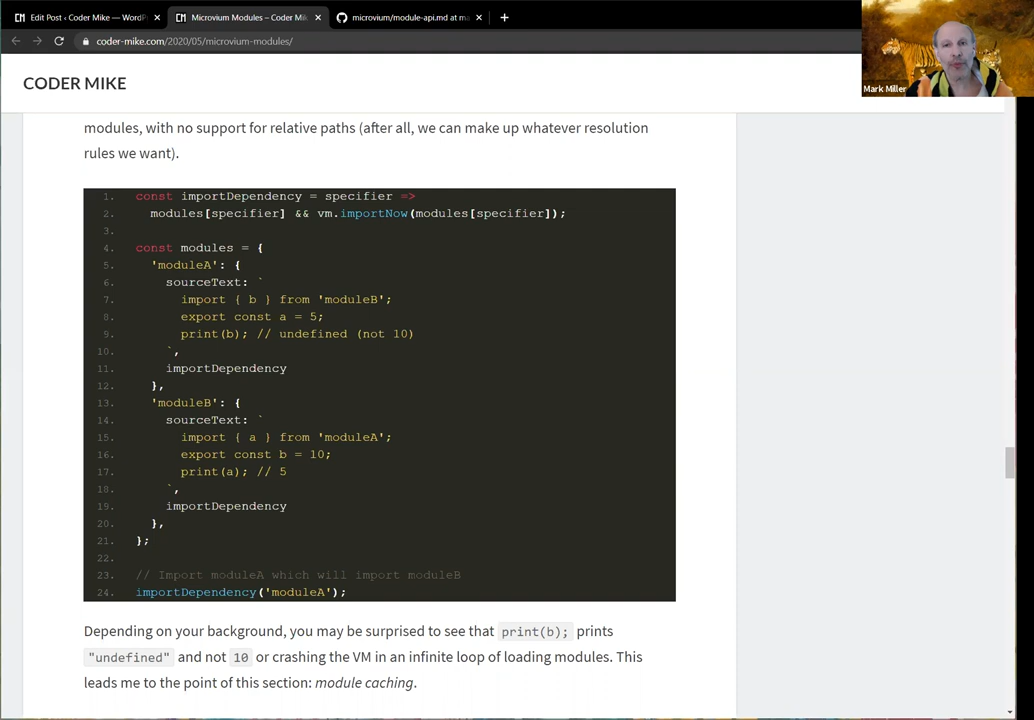 Edit Post ‹ Coder Mike — WordP
Microvium Modules – Coder Mi
microvium/module-api.md at ma
coder-mike.com/2020/05/microvium-modules/
Mark Miller
CODER MIKE
modules, with no support for relative paths (after all, we can make up whatever resolution
rules we want).
1. const importDependency = specifier =>
2. modules[specifier] && vm.importNow(modules[specifier]);
3.
4. const modules = {
5. 'moduleA': {
6. sourceText: `
7. import { b } from 'moduleB';
8. export const a = 5;
9. print(b); // undefined (not 10)
10. `,
11. importDependency
12. },
13. 'moduleB': {
14. sourceText: `
15. import { a } from 'moduleA';
16. export const b = 10;
17. print(a); // 5
18. `,
19. importDependency
20. },
21. };
22.
23. // Import moduleA which will import moduleB
24. importDependency('moduleA');
Depending on your background, you may be surprised to see that print(b); prints
"undefined" and not 10 or crashing the VM in an infinite loop of loading modules. This
leads me to the point of this section: module caching.